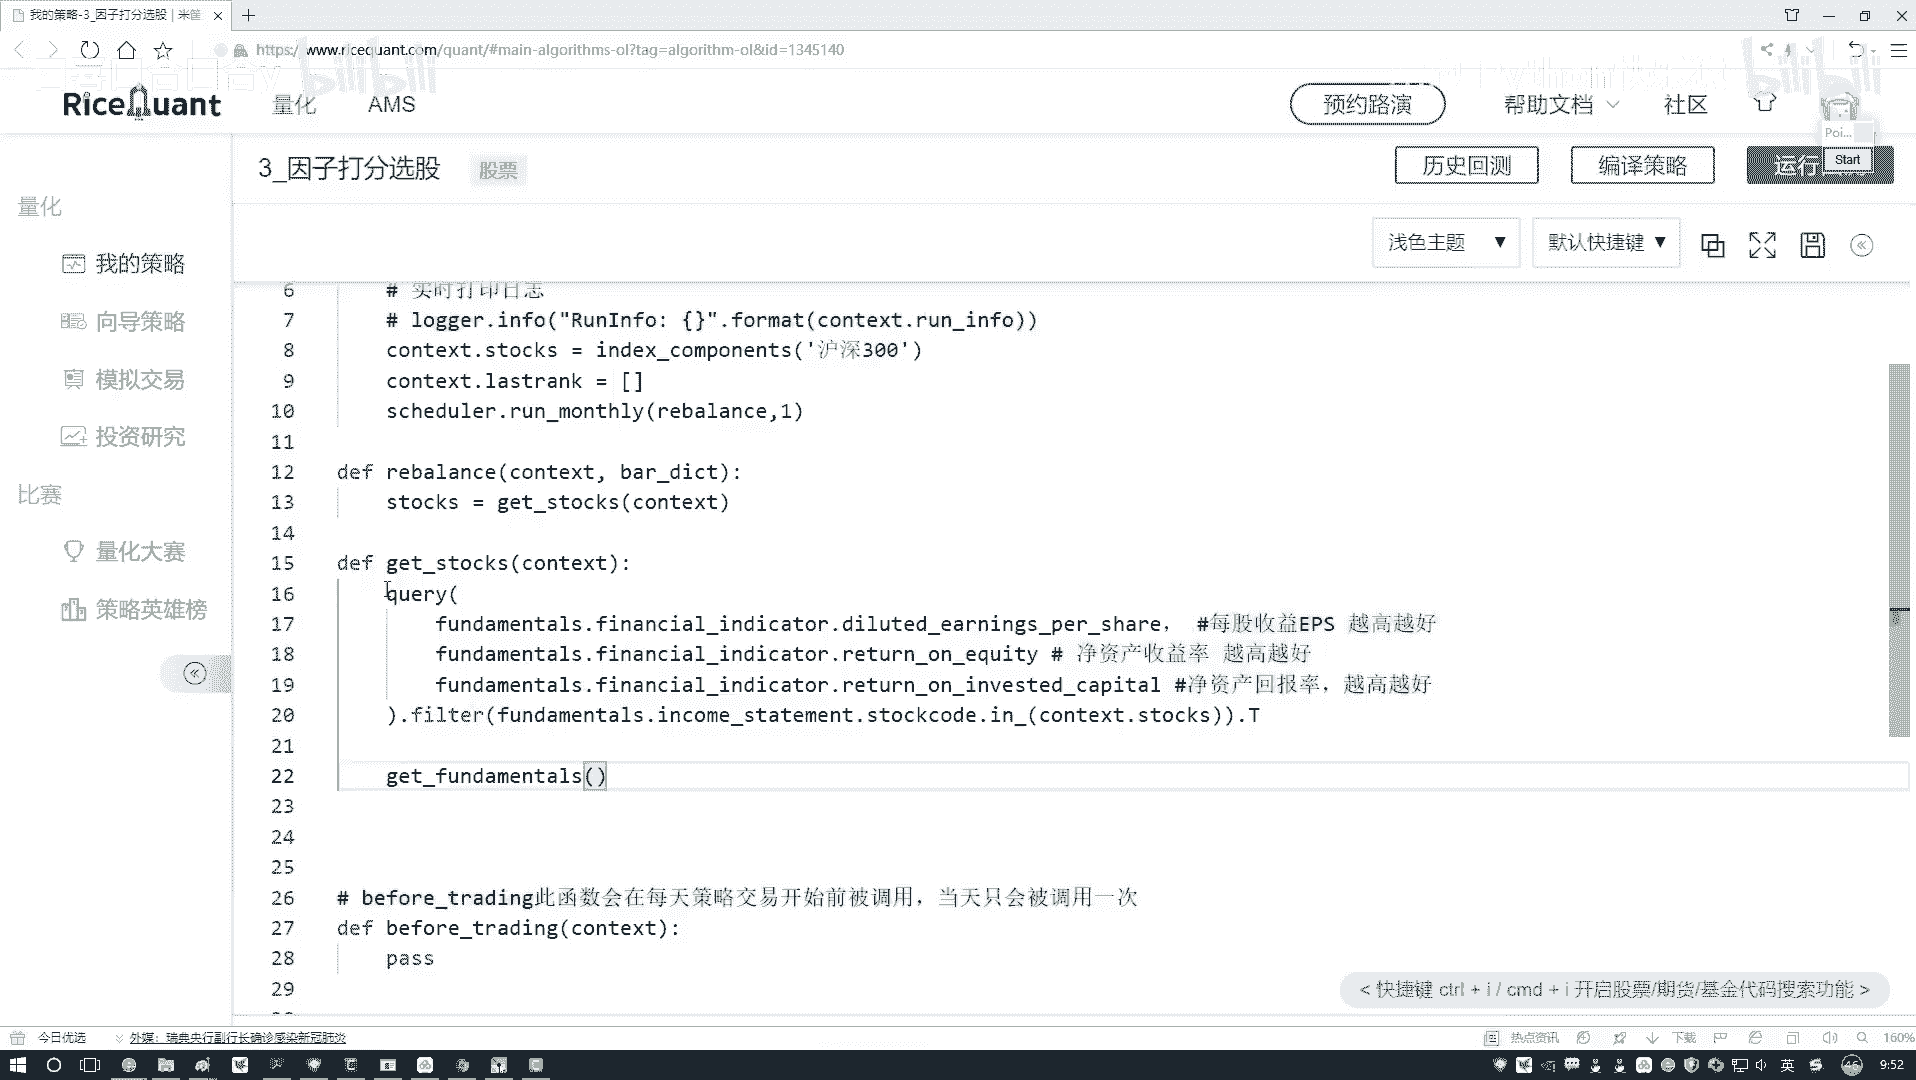 我的策略-3_因子打分选股 | 米筐
https://www.ricequant.com/quant/#main-algorithms-ol?tag=algorithm-ol&id=1345140
bilibili
bilibili
RiceQuant 量化 AMS 预约路演 帮助文档 社区
Poi...
3_因子打分选股 股票 历史回测 编译策略 运行
Start
浅色主题 ▼ 默认快捷键 ▼
量化
我的策略
向导策略
模拟交易
投资研究
比赛
量化大赛
策略英雄榜
6 # 实时打印日志
7 # logger.info("RunInfo: {}".format(context.run_info))
8 context.stocks = index_components('沪深300')
9 context.lastrank = []
10 scheduler.run_monthly(rebalance,1)
11
12 def rebalance(context, bar_dict):
13 stocks = get_stocks(context)
14
15 def get_stocks(context):
16 query(
17 fundamentals.financial_indicator.diluted_earnings_per_share， #每股收益EPS 越高越好
18 fundamentals.financial_indicator.return_on_equity # 净资产收益率 越高越好
19 fundamentals.financial_indicator.return_on_invested_capital #净资产回报率，越高越好
20 ).filter(fundamentals.income_statement.stockcode.in_(context.stocks)).T
21
22 get_fundamentals()
23
24
25
26 # before_trading此函数会在每天策略交易开始前被调用，当天只会被调用一次
27 def before_trading(context):
28 pass
29
< 快捷键 ctrl + i / cmd + i 开启股票/期货/基金代码搜索功能 >
今日优选 外媒：瑞典央行副行长确诊感染新冠肺炎 热点资讯 下载 160%
英 46 9:52